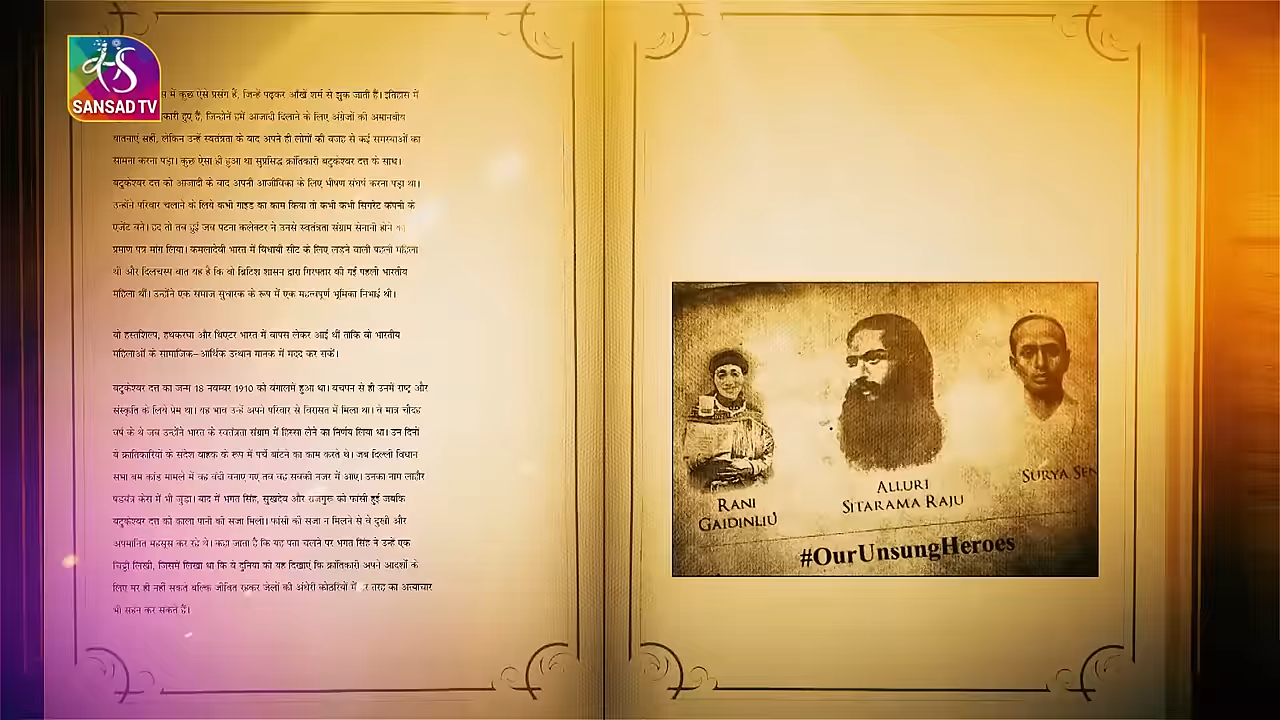 SANSAD TV
में कुछ ऐसे प्रसंग हैं, जिन्हें पढ़कर आँखें शर्म से झुक जाती हैं। इतिहास में
कारी हुए हैं, जिन्होंनें हमें आजादी दिलाने के लिए अंग्रेजों की अमानवीय
यातनाएं सहीं, लेकिन उन्हें स्वतंत्रता के बाद अपने ही लोगों की वजह से कई समस्याओं का
सामना करना पड़ा। कुछ ऐसा ही हुआ था सुप्रसिद्ध क्रांतिकारी बटुकेश्वर दत्त के साथ।
बटुकेश्वर दत्त को आजादी के बाद अपनी आजीविका के लिए भीषण संघर्ष करना पड़ा था।
उन्होंने परिवार चलाने के लिये कभी गाइड का काम किया तो कभी कभी सिगरेट कंपनी के
एजेंट बने। हद तो तब हुई जब पटना कलेक्टर ने उनसे स्वतंत्रता संग्राम सेनानी होने का
प्रमाण पत्र मांग लिया। कमलादेवी भारत में विधायी सीट के लिए लड़ने वाली पहली महिला
थी और दिलचस्प बात यह है कि वो ब्रिटिश शासन द्वारा गिरफ्तार की गई पहली भारतीय
महिला थीं। उन्होंने एक समाज सुधारक के रूप में एक महत्वपूर्ण भूमिका निभाई थी।
वो हस्तशिल्प, हथकरघा और थिएटर भारत में वापस लेकर आई थीं ताकि वो भारतीय
महिलाओं के सामाजिक–आर्थिक उत्थान मानक में मदद कर सकें।
बटुकेश्वर दत्त का जन्म 18 नवम्बर 1910 को बंगालमें हुआ था। बचपन से ही उनमें राष्ट्र और
संस्कृति के लिये प्रेम था। यह भाव उन्हें अपने परिवार से विरासत में मिला था। वे मात्र चौदह
वर्ष के थे जब उन्होंने भारत के स्वतंत्रता संग्राम में हिस्सा लेने का निर्णय लिया था। उन दिनों
ये क्रांतिकारियों के संदेश वाहक के रूप में पर्चे बांटने का काम करते थे। जब दिल्ली विधान
सभा बम कांड मामले में वह बंदी बनाए गए तब वह सबकी नजर में आए। उनका नाम लाहौर
षडयंत्र केस में भी जुड़ा। बाद में भगत सिंह, सुखदेव और राजगुरू को फांसी हुई जबकि
बटुकेश्वर दत्त को काला पानी की सजा मिली। फांसी की सजा न मिलने से वे दुखी और
अपमानित महसूस कर रहे थे। कहा जाता है कि यह पता चलने पर भगत सिंह ने उन्हें एक
चिट्ठी लिखी, जिसमें लिखा था कि वे दुनिया को यह दिखाएं कि क्रांतिकारी अपने आदर्शों के
लिए मर ही नहीं सकते बल्कि जीवित रहकर जेलों की अंधेरी कोठरियों में तरह का अत्याचार
भी सहन कर सकते हैं।
RANI
GAIDINLIU
ALLURI
SITARAMA RAJU
SURYA SEN
#OurUnsungHeroes